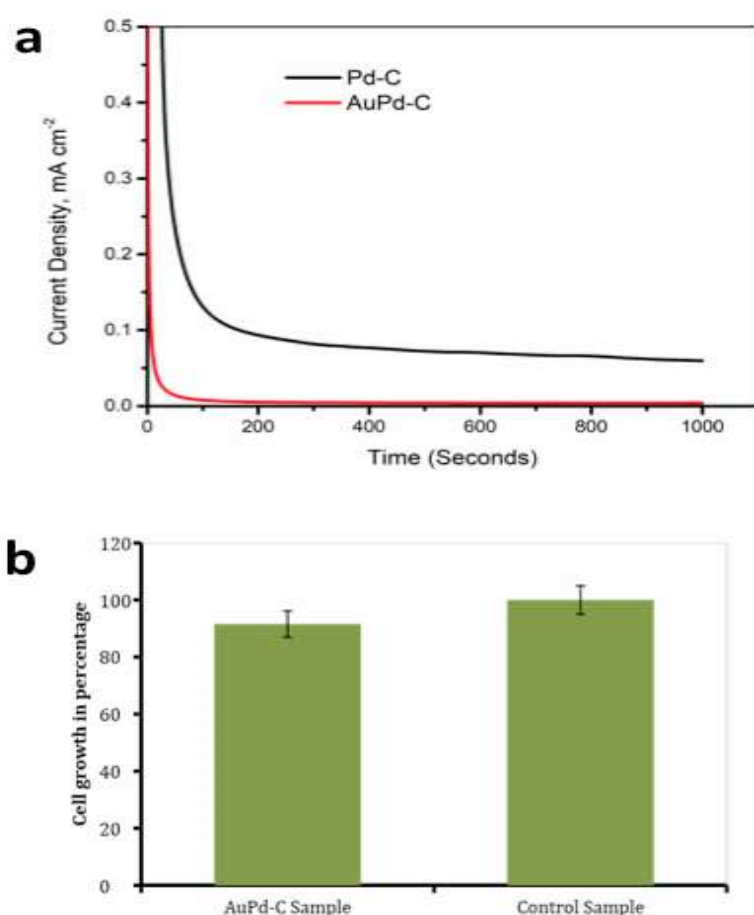 a
0.5
0.4
0.3
0.2
0.1
0.0
Current Density, mA cm-2
Pd-C
AuPd-C
0 200 400 600 800 1000
Time (Seconds)
b
120
100
80
60
40
20
0
Cell growth in percentage
AuPd-C Sample Control Sample